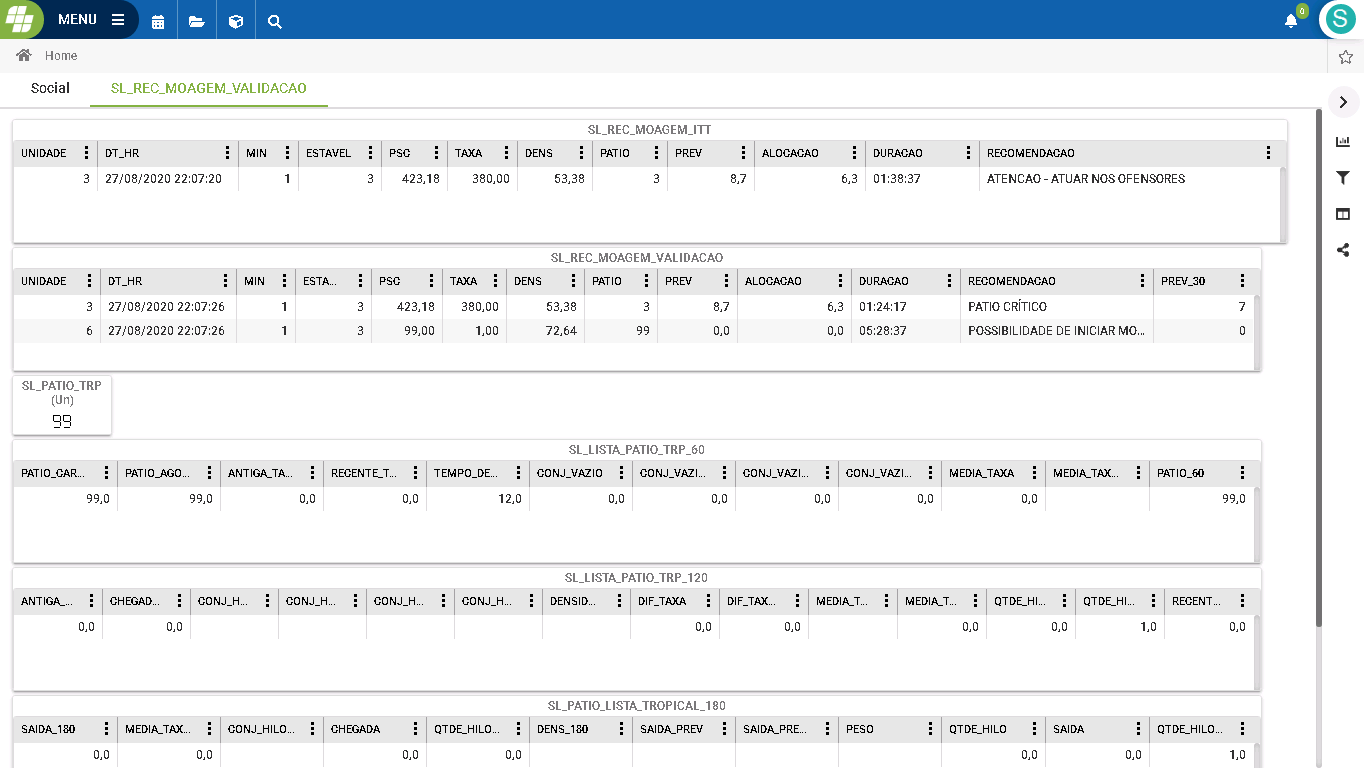 MENU
0
S
Home
Social SL_REC_MOAGEM_VALIDACAO
SL_REC_MOAGEM_ITT
UNIDADE DT_HR MIN ESTAVEL PSC TAXA DENS PATIO PREV ALOCACAO DURACAO RECOMENDACAO
3 27/08/2020 22:07:20 1 3 423,18 380,00 53,38 3 8,7 6,3 01:38:37 ATENCAO - ATUAR NOS OFENSORES
SL_REC_MOAGEM_VALIDACAO
UNIDADE DT_HR MIN ESTA... PSC TAXA DENS PATIO PREV ALOCACAO DURACAO RECOMENDACAO PREV_30
3 27/08/2020 22:07:26 1 3 423,18 380,00 53,38 3 8,7 6,3 01:24:17 PATIO CRÍTICO 7
6 27/08/2020 22:07:26 1 3 99,00 1,00 72,64 99 0,0 0,0 05:28:37 POSSIBILIDADE DE INICIAR MO... 0
SL_PATIO_TRP
(Un)
99
SL_LISTA_PATIO_TRP_60
PATIO_CAR... PATIO_AGO... ANTIGA_TA... RECENTE_T... TEMPO_DE... CONJ_VAZIO CONJ_VAZI... CONJ_VAZI... CONJ_VAZI... MEDIA_TAXA MEDIA_TAX... PATIO_60
99,0 99,0 0,0 0,0 12,0 0,0 0,0 0,0 0,0 0,0 99,0
SL_LISTA_PATIO_TRP_120
ANTIGA_... CHEGAD... CONJ_H... CONJ_H... CONJ_H... CONJ_H... DENSID... DIF_TAXA DIF_TAX... MEDIA_T... MEDIA_T... QTDE_HI... QTDE_HI... RECENT...
0,0 0,0 0,0 0,0 0,0 0,0 1,0 0,0
SL_PATIO_LISTA_TROPICAL_180
SAIDA_180 MEDIA_TAX... CONJ_HILO... CHEGADA QTDE_HILO... DENS_180 SAIDA_PREV SAIDA_PRE... PESO QTDE_HILO SAIDA QTDE_HILO...
0,0 0,0 0,0 0,0 0,0 0,0 1,0